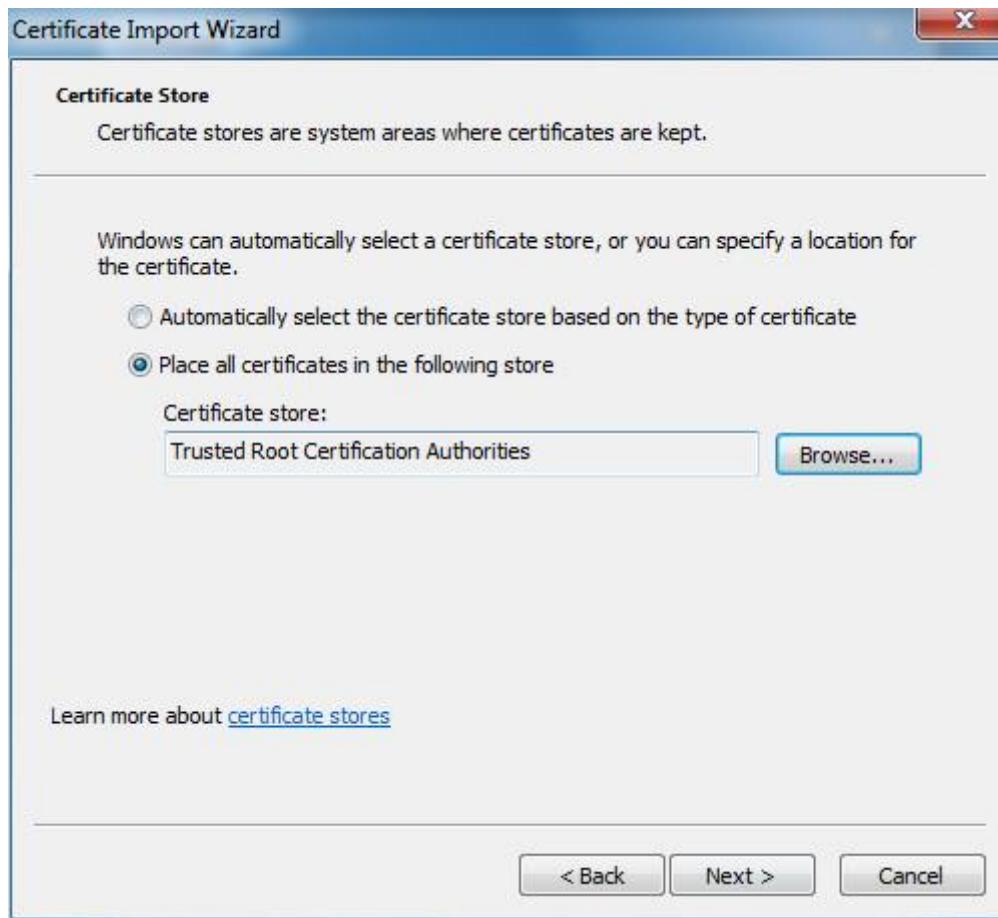 Certificate Import Wizard
Certificate Store
Certificate stores are system areas where certificates are kept.
Windows can automatically select a certificate store, or you can specify a location for
the certificate.
Automatically select the certificate store based on the type of certificate
Place all certificates in the following store
Certificate store:
Trusted Root Certification Authorities
Browse...
Learn more about certificate stores
< Back
Next >
Cancel